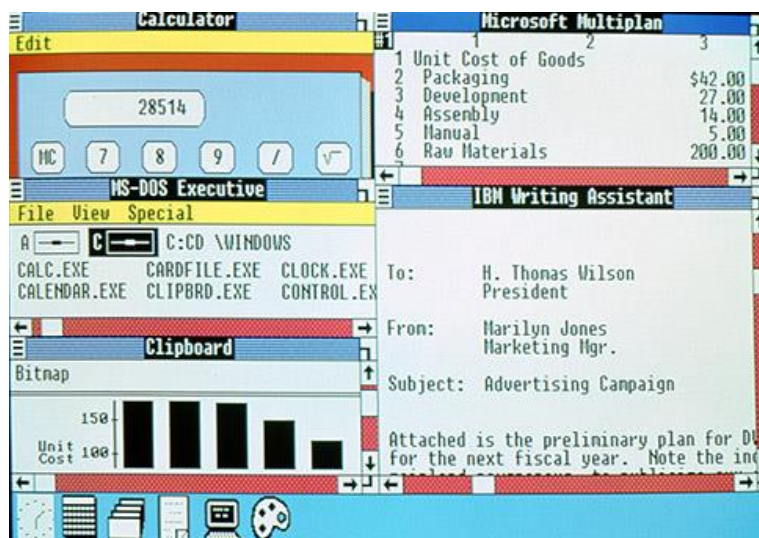 Calculator
Edit
28514
MC 7 8 9 / √
Microsoft Multiplan
#1 1 2 3
1 Unit Cost of Goods
2 Packaging $42.00
3 Development 27.00
4 Assembly 14.00
5 Manual 5.00
6 Raw Materials 200.00
MS-DOS Executive
File View Special
A C C:CD \WINDOWS
CALC.EXE CARDFILE.EXE CLOCK.EXE
CALENDAR.EXE CLIPBRD.EXE CONTROL.EX
Clipboard
Bitmap
150
Unit
Cost 100
IBM Writing Assistant
To: H. Thomas Wilson
President
From: Marilyn Jones
Marketing Mgr.
Subject: Advertising Campaign
Attached is the preliminary plan for
for the next fiscal year. Note the